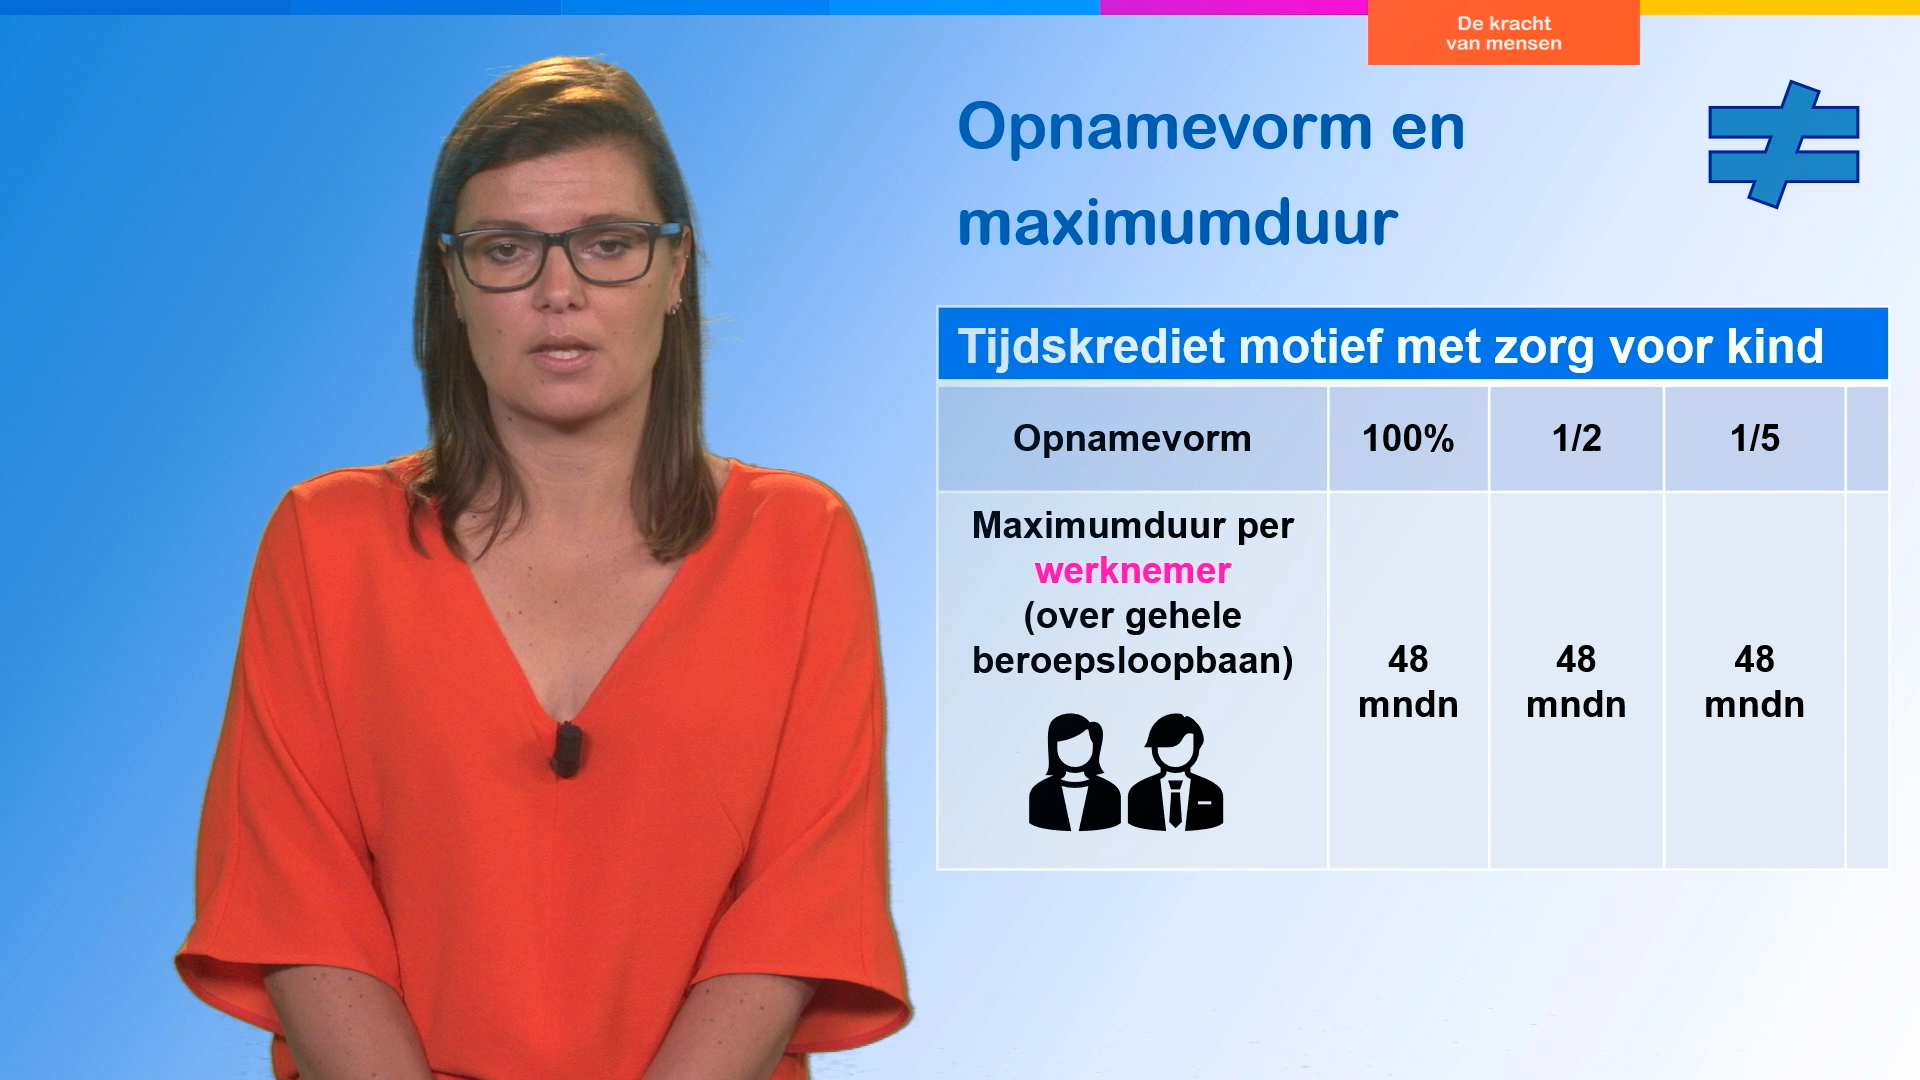 De kracht
van mensen
Opnamevorm en
maximumduur
Tijdskrediet motief met zorg voor kind
Opnamevorm 100% 1/2 1/5
Maximumduur per
werknemer
(over gehele
beroepsloopbaan)
48 mndn 48 mndn 48 mndn